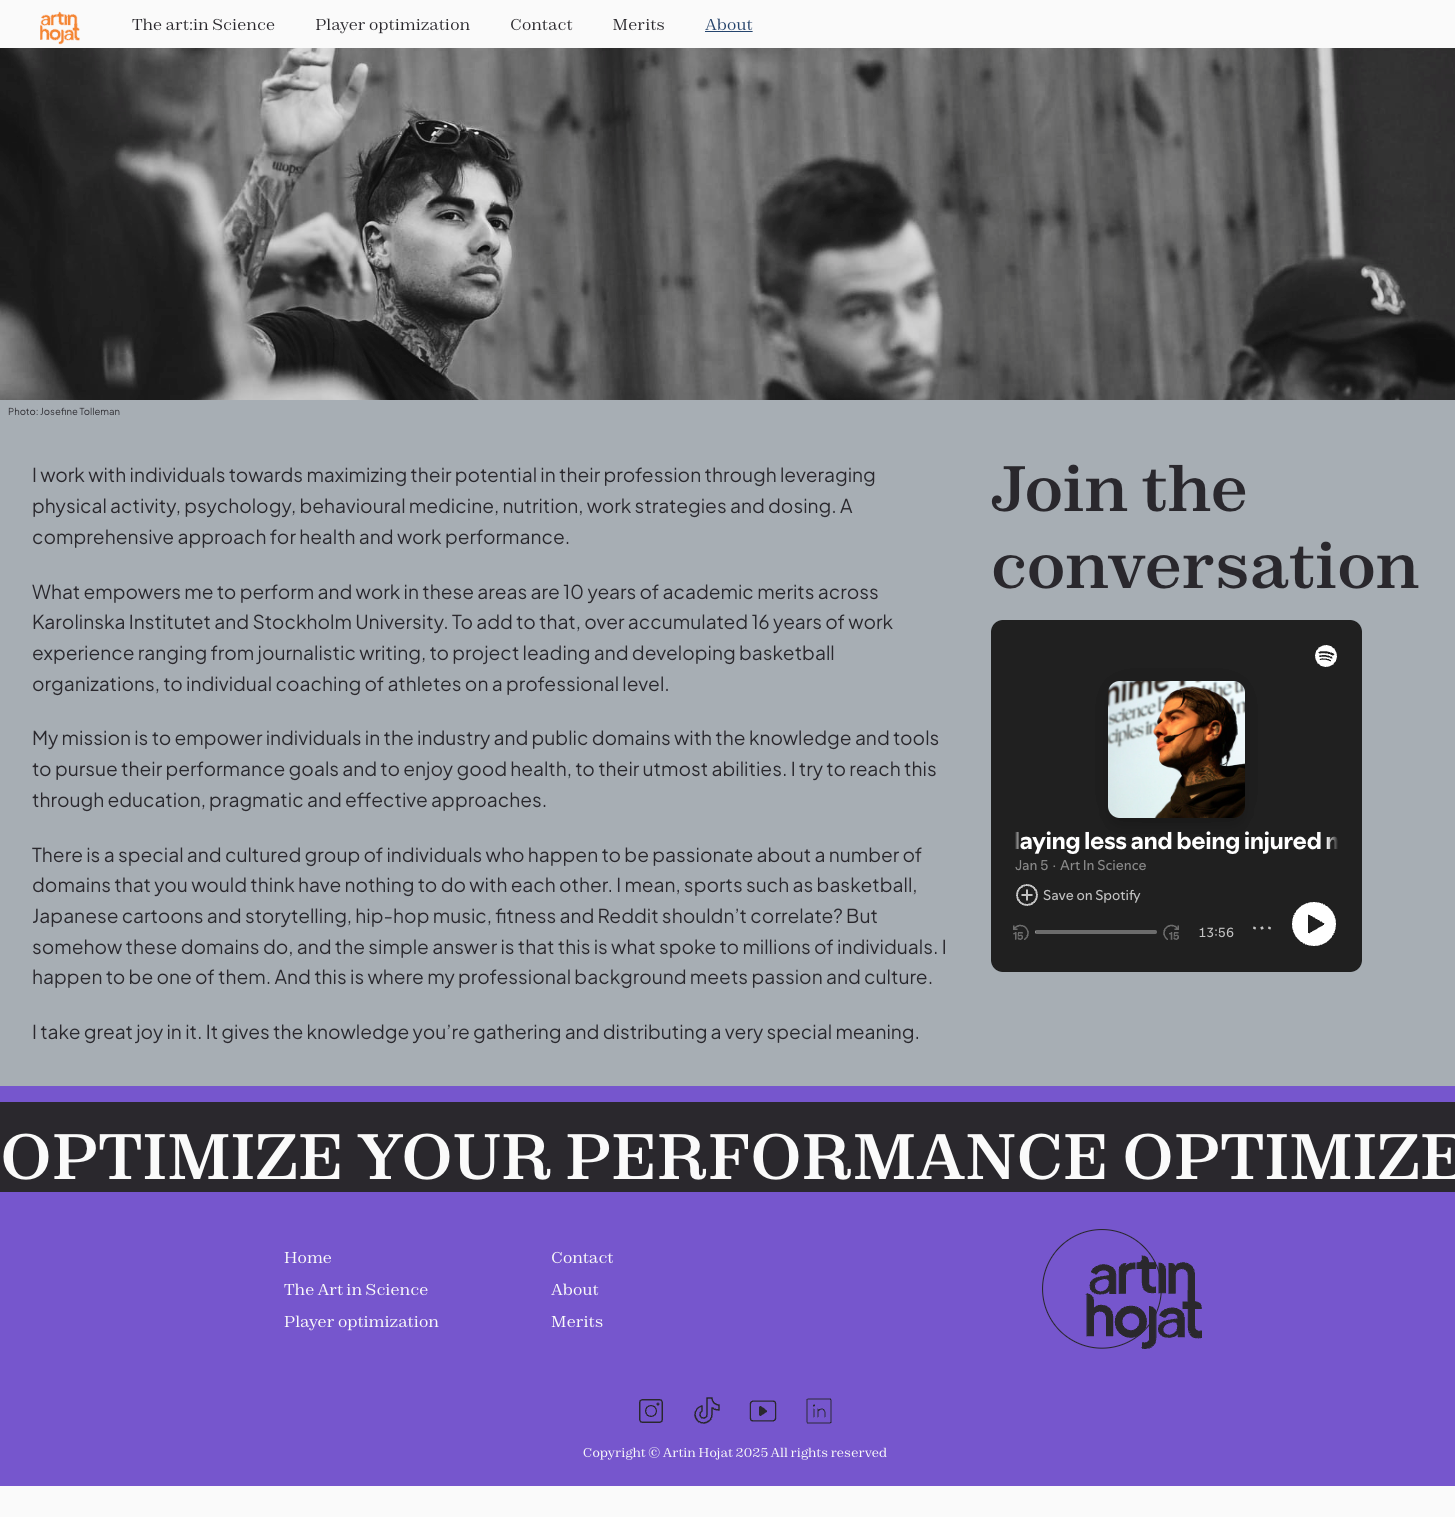 artin
hojat
The art:in Science
Player optimization
Contact
Merits
About
Photo: Josefine Tolleman
I work with individuals towards maximizing their potential in their profession through leveraging
physical activity, psychology, behavioural medicine, nutrition, work strategies and dosing. A
comprehensive approach for health and work performance.
What empowers me to perform and work in these areas are 10 years of academic merits across
Karolinska Institutet and Stockholm University. To add to that, over accumulated 16 years of work
experience ranging from journalistic writing, to project leading and developing basketball
organizations, to individual coaching of athletes on a professional level.
My mission is to empower individuals in the industry and public domains with the knowledge and tools
to pursue their performance goals and to enjoy good health, to their utmost abilities. I try to reach this
through education, pragmatic and effective approaches.
There is a special and cultured group of individuals who happen to be passionate about a number of
domains that you would think have nothing to do with each other. I mean, sports such as basketball,
Japanese cartoons and storytelling, hip-hop music, fitness and Reddit shouldn’t correlate? But
somehow these domains do, and the simple answer is that this is what spoke to millions of individuals. I
happen to be one of them. And this is where my professional background meets passion and culture.
I take great joy in it. It gives the knowledge you’re gathering and distributing a very special meaning.
Join the
conversation
laying less and being injured
Jan 5 · Art In Science
Save on Spotify
15
15
13:56
OPTIMIZE YOUR PERFORMANCE OPTIMIZE
Home
The Art in Science
Player optimization
Contact
About
Merits
artin
hojat
in
Copyright © Artin Hojat 2025 All rights reserved